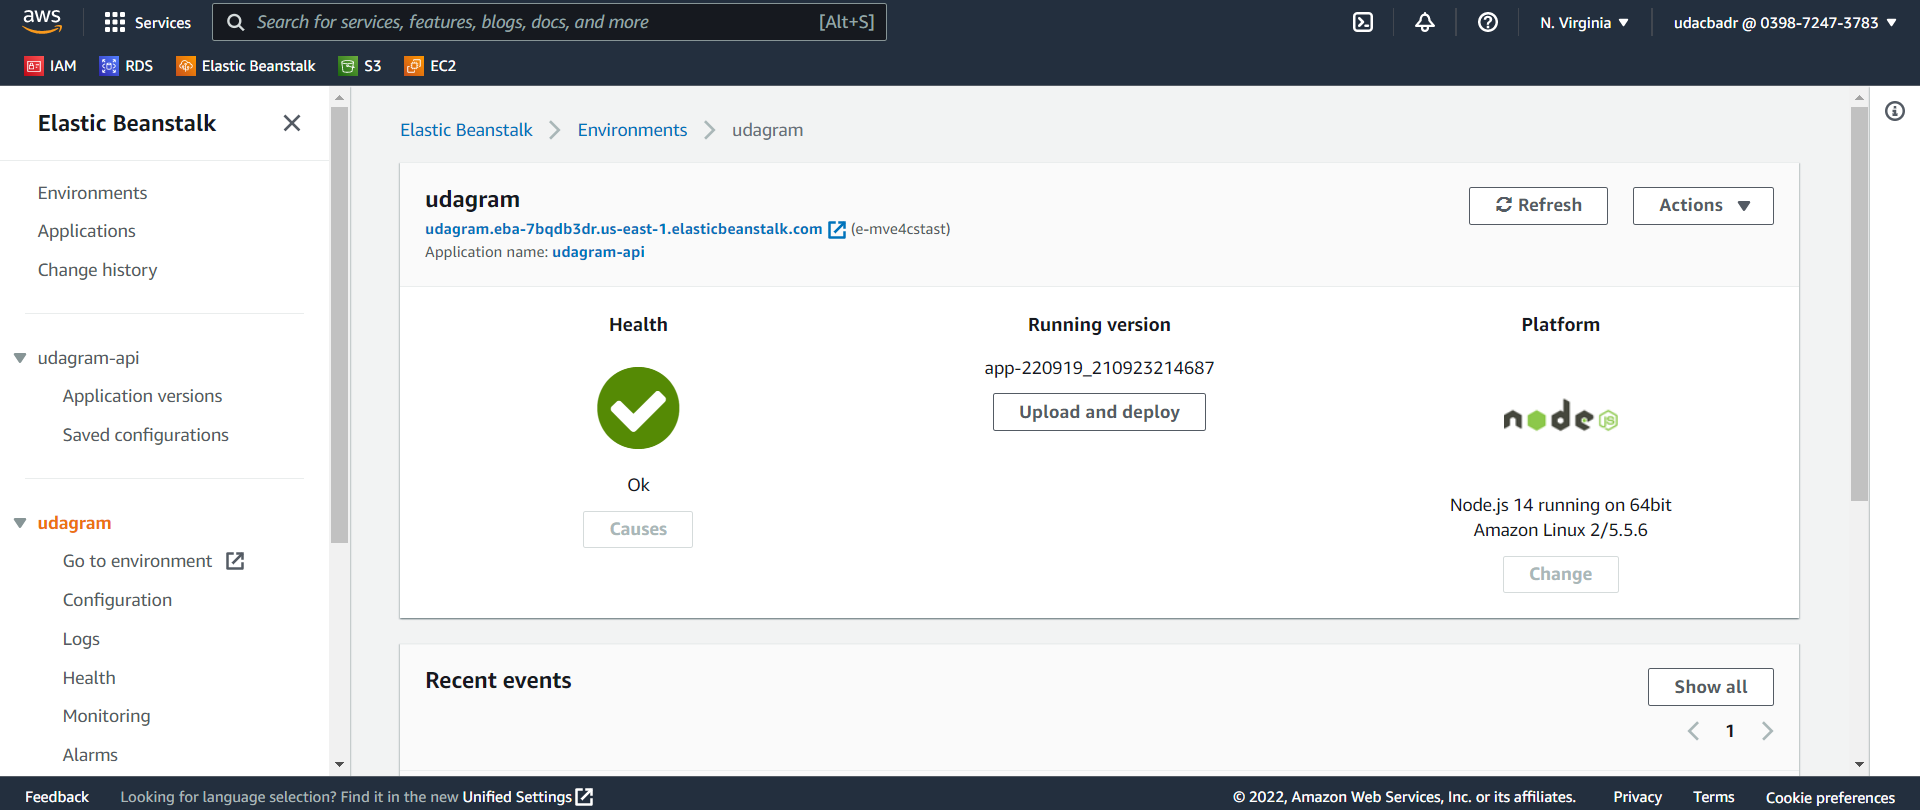 aws
Services
Search for services, features, blogs, docs, and more
[Alt+S]
N. Virginia
udacbadr @ 0398-7247-3783
IAM
RDS
Elastic Beanstalk
S3
EC2
Elastic Beanstalk
Environments
Applications
Change history
udagram-api
Application versions
Saved configurations
udagram
Go to environment
Configuration
Logs
Health
Monitoring
Alarms
Elastic Beanstalk
Environments
udagram
udagram
udagram.eba-7bqdb3dr.us-east-1.elasticbeanstalk.com (e-mve4cstast)
Application name: udagram-api
Refresh
Actions
Health
Ok
Causes
Running version
app-220919_210923214687
Upload and deploy
Platform
node JS
Node.js 14 running on 64bit
Amazon Linux 2/5.5.6
Change
Recent events
Show all
1
Feedback
Looking for language selection? Find it in the new Unified Settings
© 2022, Amazon Web Services, Inc. or its affiliates.
Privacy
Terms
Cookie preferences